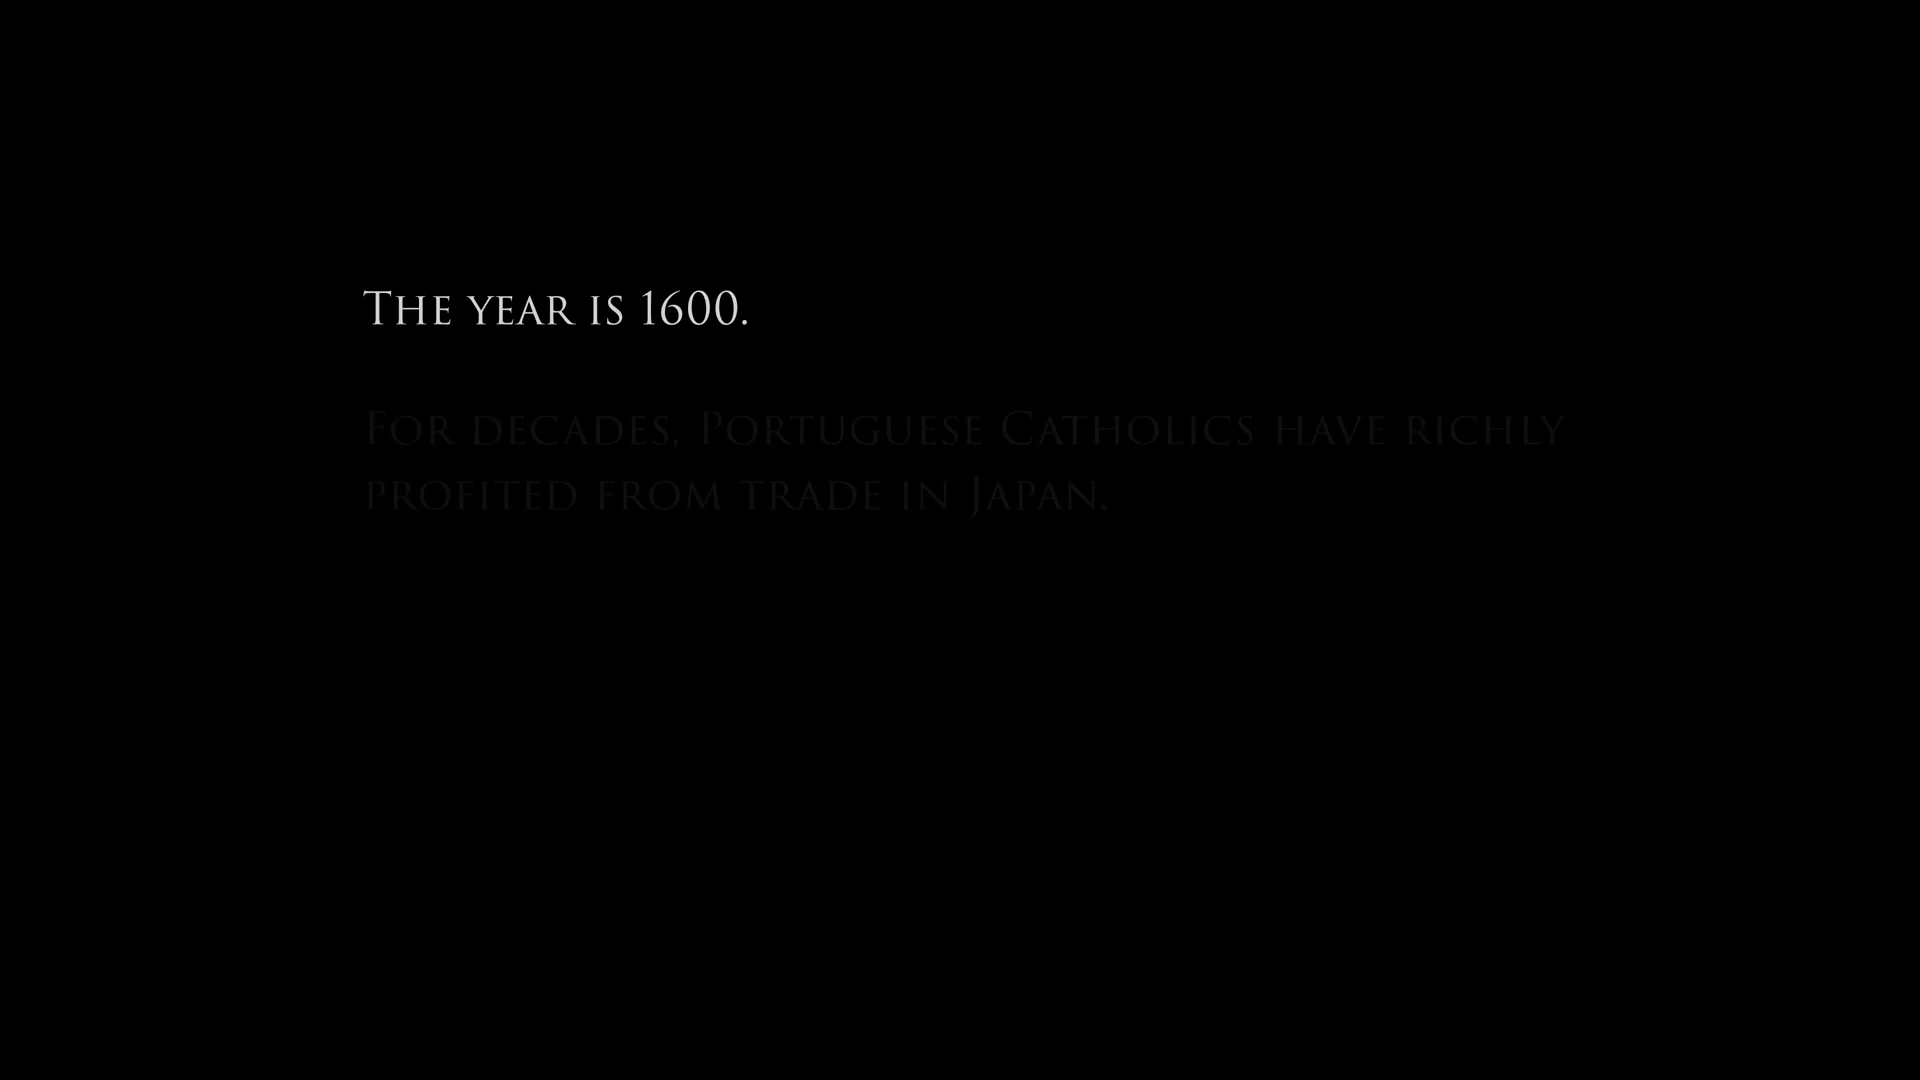 The year is 1600.
For decades, Portuguese Catholics have richly
profited from trade in Japan.